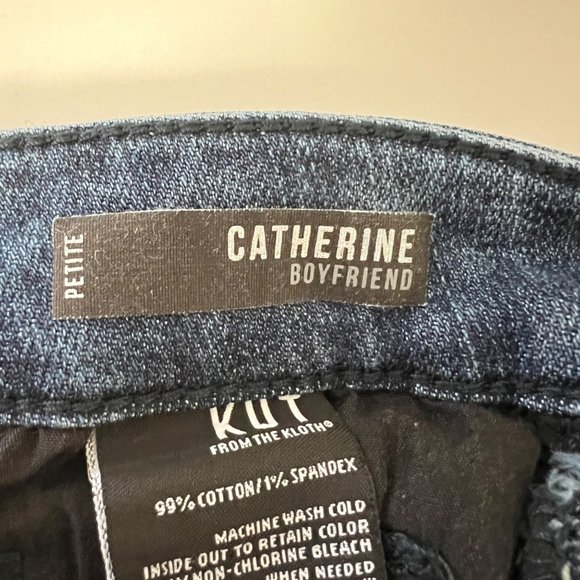 PETITE
CATHERINE
BOYFRIEND
KUT
FROM THE KLOTH®
99% COTTON/1% SPANDEX
MACHINE WASH COLD
INSIDE OUT TO RETAIN COLOR
NON-CHLORINE BLEACH
WHEN NEEDED